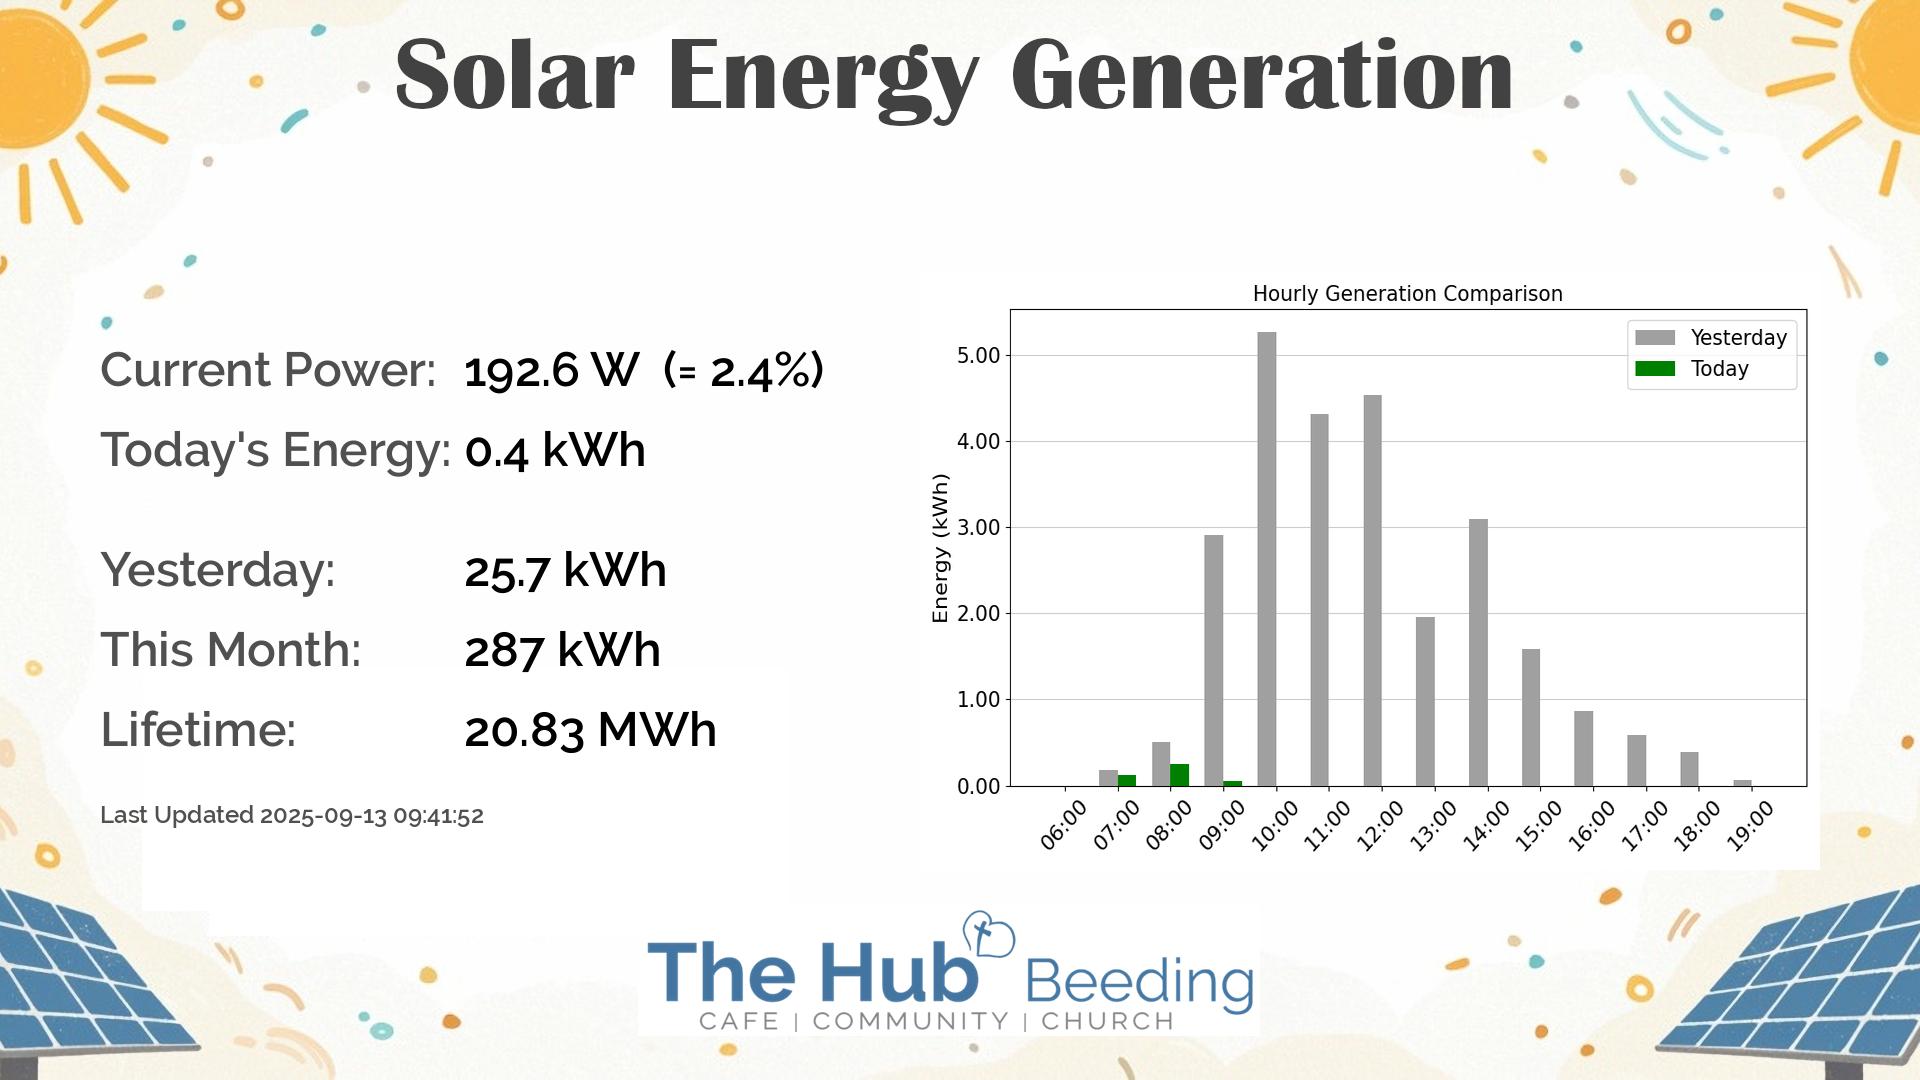 Solar Energy Generation
Current Power: 192.6 W (= 2.4%)
Today's Energy: 0.4 kWh
Yesterday: 25.7 kWh
This Month: 287 kWh
Lifetime: 20.83 MWh
Last Updated 2025-09-13 09:41:52
Hourly Generation Comparison
Yesterday
Today
Energy (kWh)
5.00
4.00
3.00
2.00
1.00
0.00
06:00 07:00 08:00 09:00 10:00 11:00 12:00 13:00 14:00 15:00 16:00 17:00 18:00 19:00
The Hub Beeding
CAFE | COMMUNITY | CHURCH